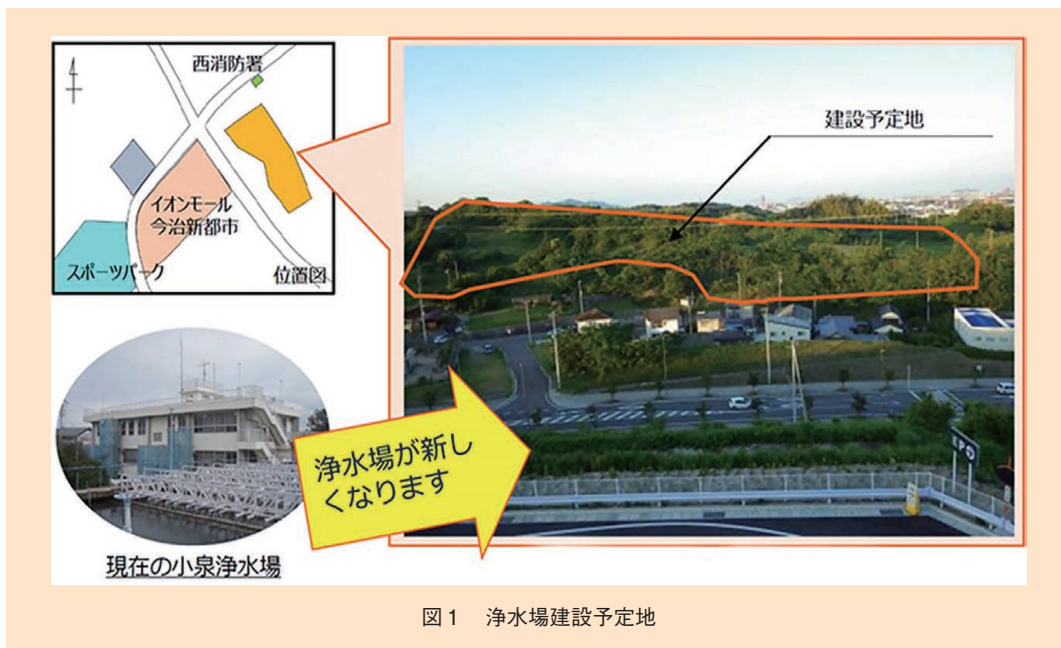 西消防署
イオンモール
今治新都市
スポーツパーク
位置図
建設予定地
浄水場が新し
くなります
現在の小泉浄水場
図1 浄水場建設予定地